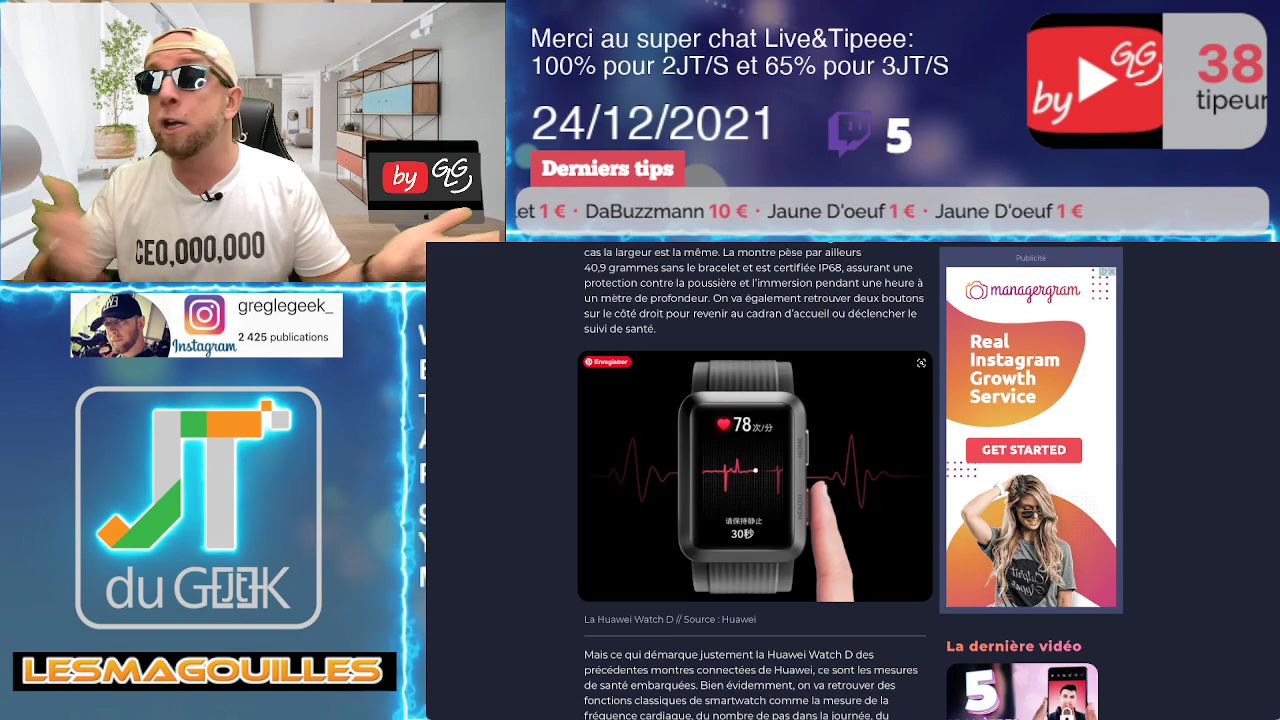 Merci au super chat Live&Tipeee:
100% pour 2JT/S et 65% pour 3JT/S
24/12/2021
5
by GLG
38
tipeur
Derniers tips
et 1 € · DaBuzzmann 10 € · Jaune D'oeuf 1 € · Jaune D'oeuf 1 €
by GLG
CEO,OOO,OOO
greglegeek_
2 425 publications
Instagram
JT
du GEEK
LESMAGOUILLES
cas la largeur est la même. La montre pèse par ailleurs
40,9 grammes sans le bracelet et est certifiée IP68, assurant une
protection contre la poussière et l'immersion pendant une heure à
un mètre de profondeur. On va également retrouver deux boutons
sur le côté droit pour revenir au cadran d'accueil ou déclencher le
suivi de santé.
Enregistrer
78次/分
请保持静止
30秒
HOME
HEALTH
La Huawei Watch D // Source : Huawei
Mais ce qui démarque justement la Huawei Watch D des
précédentes montres connectées de Huawei, ce sont les mesures
de santé embarquées. Bien évidemment, on va retrouver des
fonctions classiques de smartwatch comme la mesure de la
fréquence cardiaque, du nombre de pas dans la journée, du
Publicité
managergram
Real
Instagram
Growth
Service
GET STARTED
La dernière vidéo
5